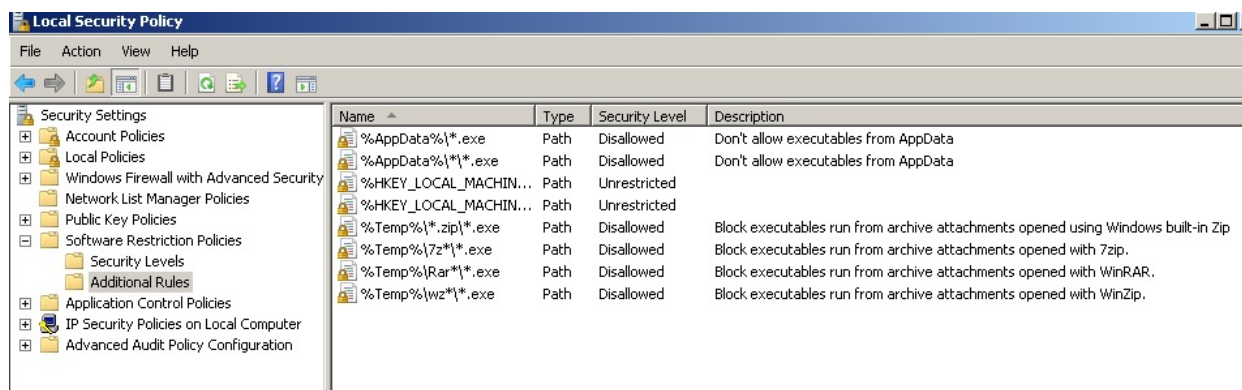 Local Security Policy
File Action View Help
Security Settings
Account Policies
Local Policies
Windows Firewall with Advanced Security
Network List Manager Policies
Public Key Policies
Software Restriction Policies
Security Levels
Additional Rules
Application Control Policies
IP Security Policies on Local Computer
Advanced Audit Policy Configuration
Name Type Security Level Description
%AppData%\*.exe Path Disallowed Don't allow executables from AppData
%AppData%\*\*.exe Path Disallowed Don't allow executables from AppData
%HKEY_LOCAL_MACHIN... Path Unrestricted
%HKEY_LOCAL_MACHIN... Path Unrestricted
%Temp%\*.zip\*.exe Path Disallowed Block executables run from archive attachments opened using Windows built-in Zip
%Temp%\7z*\*.exe Path Disallowed Block executables run from archive attachments opened with 7zip.
%Temp%\Rar*\*.exe Path Disallowed Block executables run from archive attachments opened with WinRAR.
%Temp%\wz*\*.exe Path Disallowed Block executables run from archive attachments opened with WinZip.